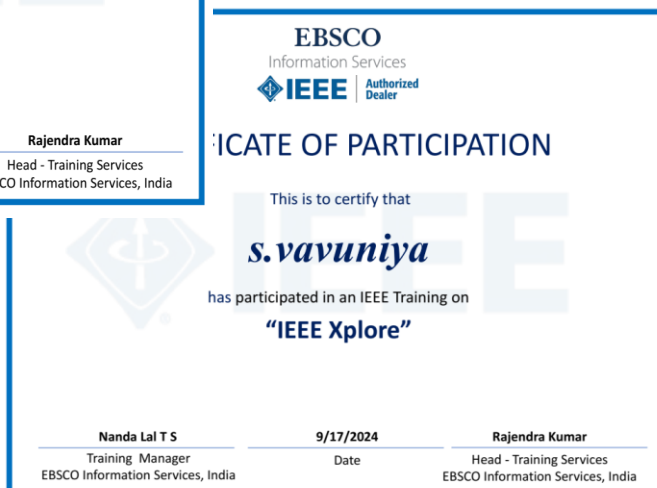 Rajendra Kumar
Head - Training Services
CO Information Services, India
EBSCO
Information Services
IEEE Authorized Dealer
ICATE OF PARTICIPATION
This is to certify that
s.vavuniya
has participated in an IEEE Training on
“IEEE Xplore”
Nanda Lal T S
Training Manager
EBSCO Information Services, India
9/17/2024
Date
Rajendra Kumar
Head - Training Services
EBSCO Information Services, India